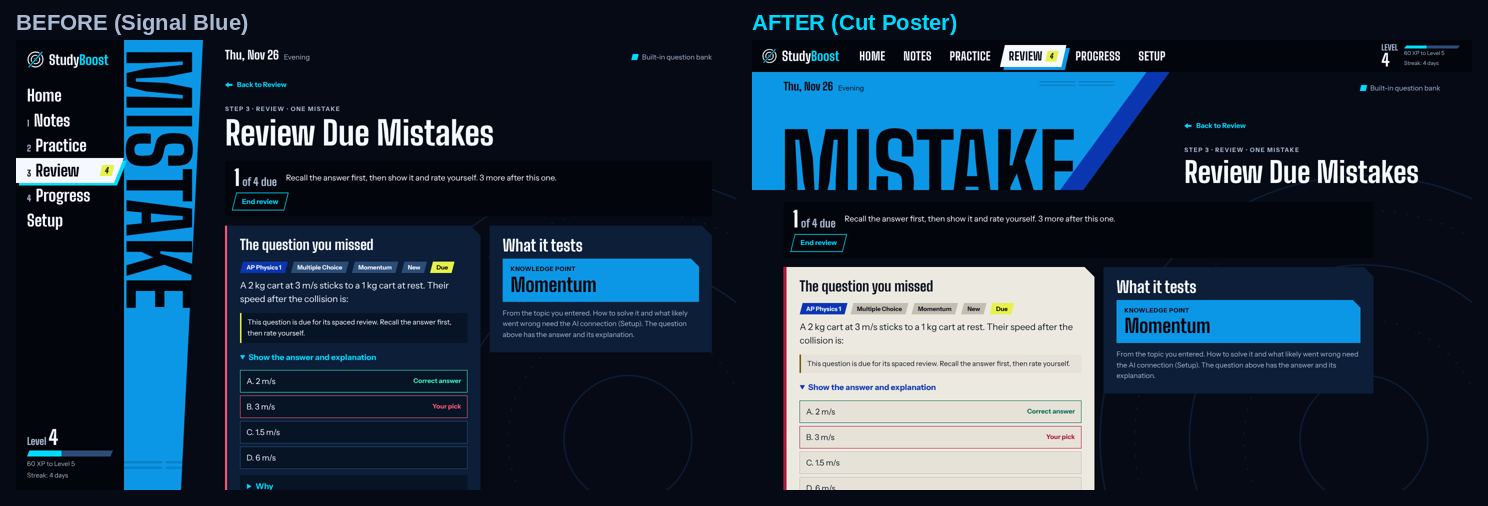 BEFORE (Signal Blue)
StudyBoost
Home
1 Notes
2 Practice
3 Review 4
4 Progress
Setup
Level 4
60 XP to Level 5
Streak: 4 days
MISTAKE
Thu, Nov 26 Evening
Built-in question bank
Back to Review
STEP 3 · REVIEW · ONE MISTAKE
Review Due Mistakes
1 of 4 due
Recall the answer first, then show it and rate yourself. 3 more after this one.
End review
The question you missed
AP Physics 1 Multiple Choice Momentum New Due
A 2 kg cart at 3 m/s sticks to a 1 kg cart at rest. Their
speed after the collision is:
This question is due for its spaced review. Recall the answer first,
then rate yourself.
Show the answer and explanation
A. 2 m/s Correct answer
B. 3 m/s Your pick
C. 1.5 m/s
D. 6 m/s
Why
What it tests
KNOWLEDGE POINT
Momentum
From the topic you entered. How to solve it and what likely
went wrong need the AI connection (Setup). The question
above has the answer and its explanation.
AFTER (Cut Poster)
StudyBoost
HOME NOTES PRACTICE REVIEW 4 PROGRESS SETUP
LEVEL
4
60 XP to Level 5
Streak: 4 days
Thu, Nov 26 Evening
Built-in question bank
MISTAKE
Back to Review
STEP 3 · REVIEW · ONE MISTAKE
Review Due Mistakes
1 of 4 due
Recall the answer first, then show it and rate yourself. 3 more after this one.
End review
The question you missed
AP Physics 1 Multiple Choice Momentum New Due
A 2 kg cart at 3 m/s sticks to a 1 kg cart at rest. Their speed after the
collision is:
This question is due for its spaced review. Recall the answer first, then rate yourself.
Show the answer and explanation
A. 2 m/s Correct answer
B. 3 m/s Your pick
C. 1.5 m/s
D. 6 m/s
What it tests
KNOWLEDGE POINT
Momentum
From the topic you entered. How to solve it and what likely went wrong need
the AI connection (Setup). The question above has the answer and its
explanation.